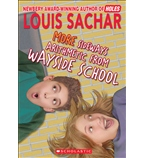 NEWBERY AWARD-WINNING AUTHOR OF HOLES
LOUIS SACHAR
MORE SIDEWAYS
ARITHMETIC FROM
WAYSIDE SCHOOL
SCHOLASTIC